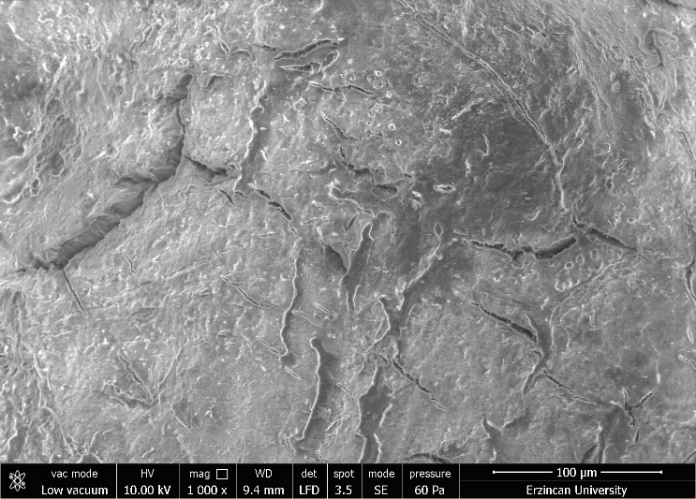 vac mode HV mag WD det spot mode pressure 100 µm
Low vacuum 10.00 kV 1 000 x 9.4 mm LFD 3.5 SE 60 Pa Erzincan University